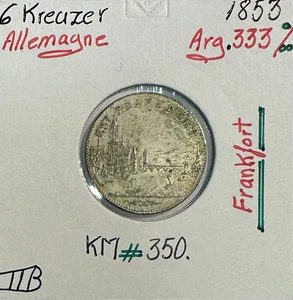 6 Kreuzer
1853
Allemagne
Arg.333‰
Frankfort
KM#350.
TTB